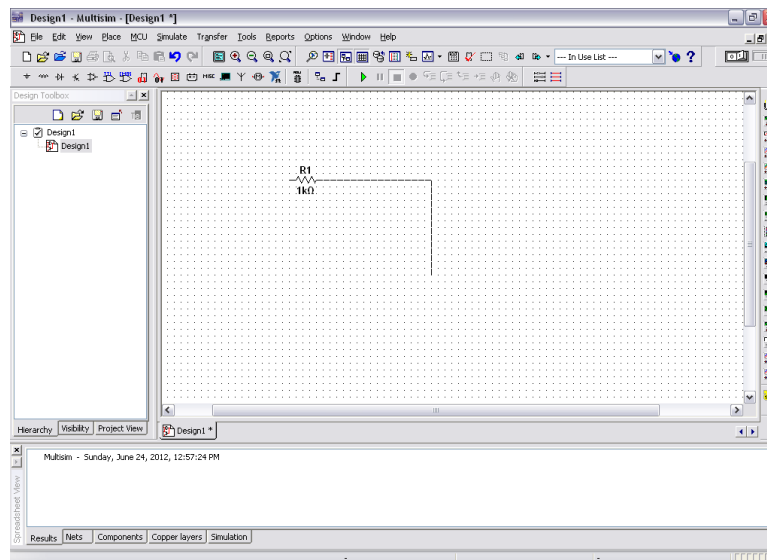 Design1 - Multisim - [Design1 *]
File Edit View Place MCU Simulate Transfer Tools Reports Options Window Help
--- In Use List ---
MISC
Design Toolbox
Design1
Design1
R1
1kΩ
Hierarchy Visibility Project View
Design1 *
Multisim - Sunday, June 24, 2012, 12:57:24 PM
Spreadsheet View
Results Nets Components Copper layers Simulation